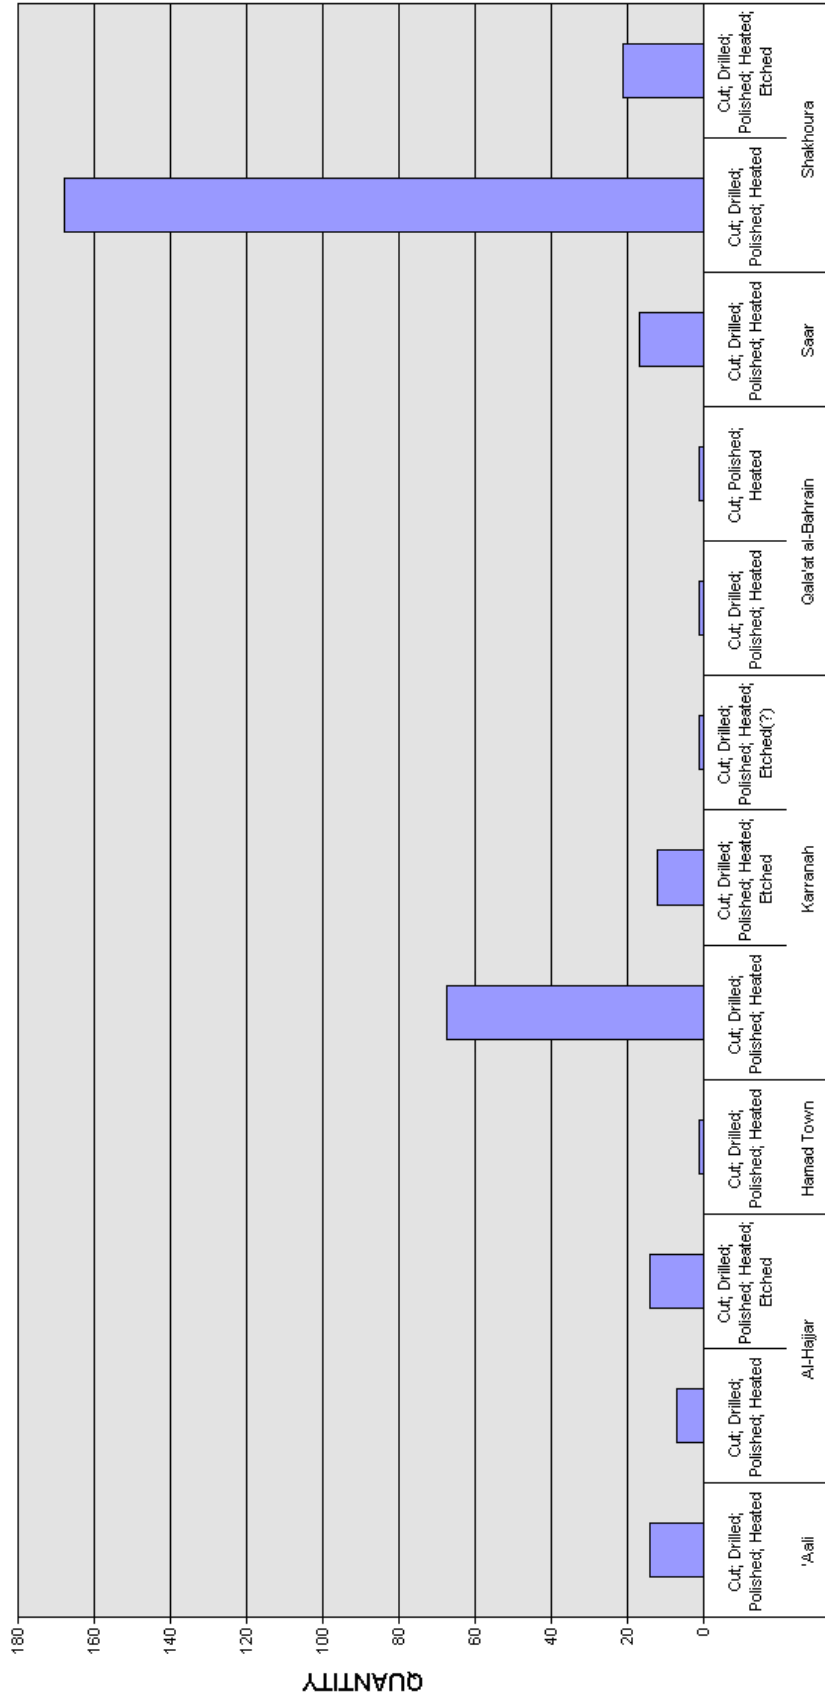 QUANTITY
180
160
140
120
100
80
60
40
20
0
Cut; Drilled;
Polished; Heated
Cut; Drilled;
Polished; Heated
Cut; Drilled;
Polished; Heated;
Etched
Cut; Drilled;
Polished; Heated
Cut; Drilled;
Polished; Heated
Cut; Drilled;
Polished; Heated;
Etched
Cut; Drilled;
Polished; Heated;
Etched(?)
Cut; Drilled;
Polished; Heated
Cut; Polished;
Heated
Cut; Drilled;
Polished; Heated
Cut; Drilled;
Polished; Heated
Cut; Drilled;
Polished; Heated;
Etched
'Aali
Al-Hajjar
Hamad Town
Karranah
Qala'at al-Bahrain
Saar
Shakhoura